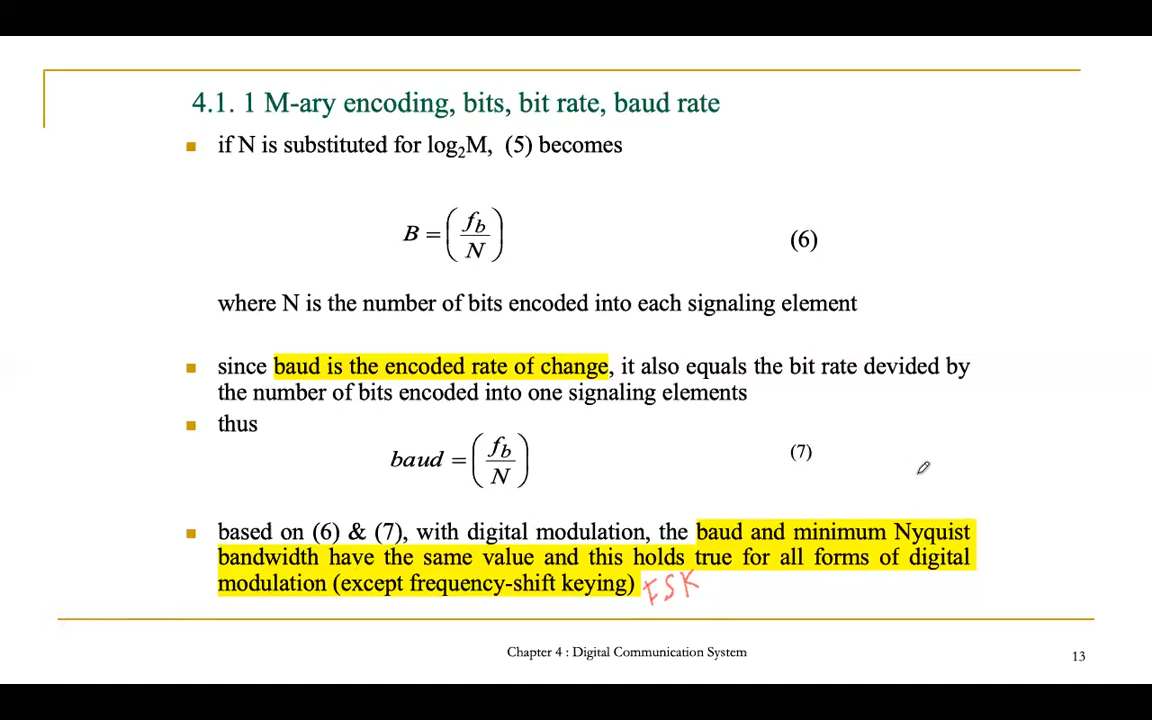 4.1. 1 M-ary encoding, bits, bit rate, baud rate
if N is substituted for log₂M, (5) becomes
B = (f_b / N) (6)
where N is the number of bits encoded into each signaling element
since baud is the encoded rate of change, it also equals the bit rate devided by
the number of bits encoded into one signaling elements
thus
baud = (f_b / N) (7)
based on (6) & (7), with digital modulation, the baud and minimum Nyquist
bandwidth have the same value and this holds true for all forms of digital
modulation (except frequency-shift keying) FSK
Chapter 4 : Digital Communication System
13